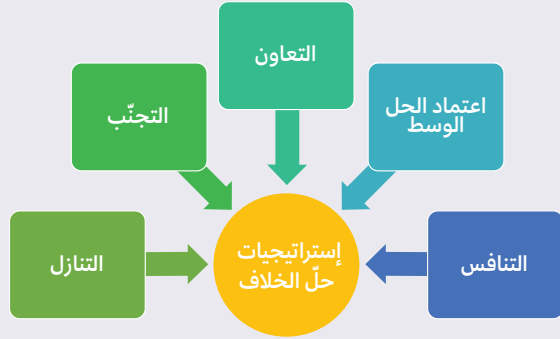 التعاون
اعتماد الحل
الوسط
التجنّب
التنافس
إستراتيجيات
حلّ الخلاف
التنازل